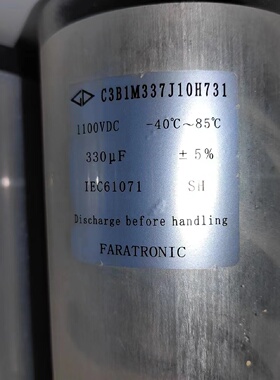 C3B1M337J10H731
1100VDC -40℃~85℃
330μF ±5%
IEC61071 SH
Discharge before handling
FARATRONIC